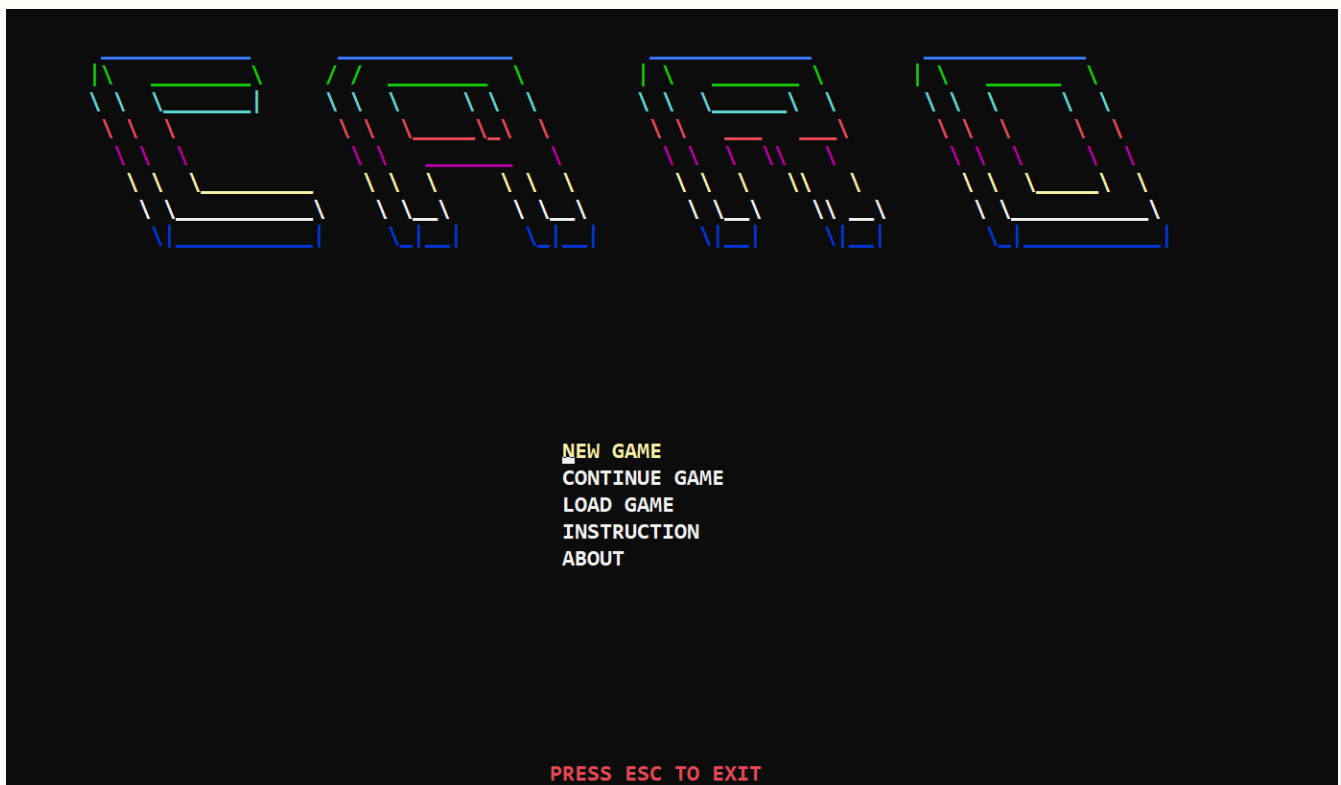 CARO
NEW GAME
CONTINUE GAME
LOAD GAME
INSTRUCTION
ABOUT
PRESS ESC TO EXIT